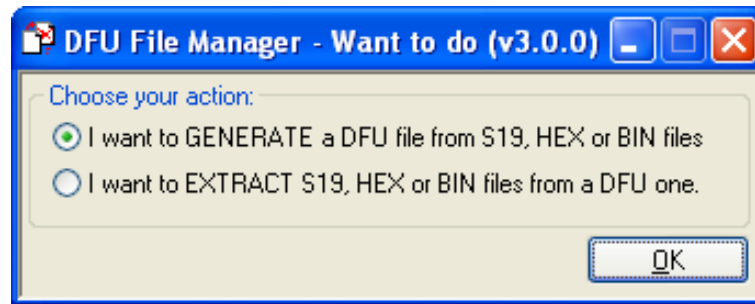 DFU File Manager - Want to do (v3.0.0)
Choose your action:
I want to GENERATE a DFU file from S19, HEX or BIN files
I want to EXTRACT S19, HEX or BIN files from a DFU one.
OK